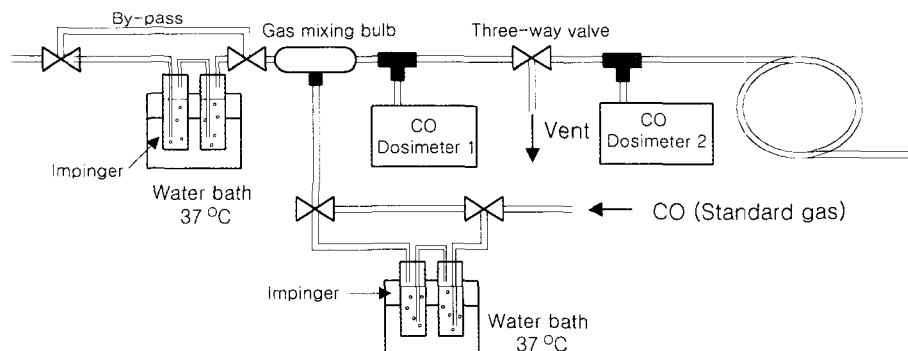 By-pass
Gas mixing bulb
Three-way valve
CO
Dosimeter 1
Vent
CO
Dosimeter 2
Impinger
Water bath
37 °C
CO (Standard gas)
Impinger
Water bath
37 °C